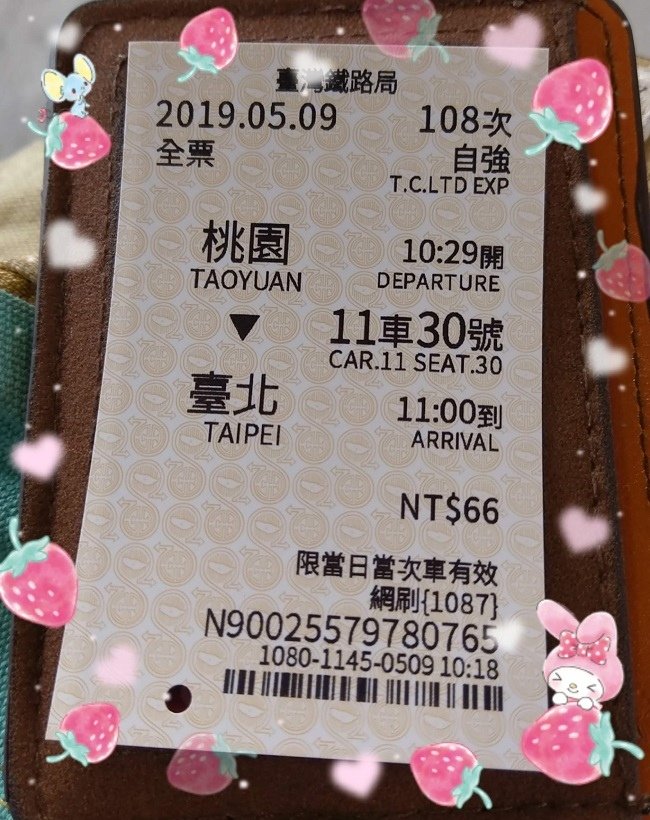 臺灣鐵路局
2019.05.09 108次
全票 自強
T.C.LTD EXP
桃園 10:29開
TAOYUAN DEPARTURE
11車30號
CAR.11 SEAT.30
臺北 11:00到
TAIPEI ARRIVAL
NT$66
限當日當次車有效
網刷{1087}
N90025579780765
1080-1145-0509 10:18